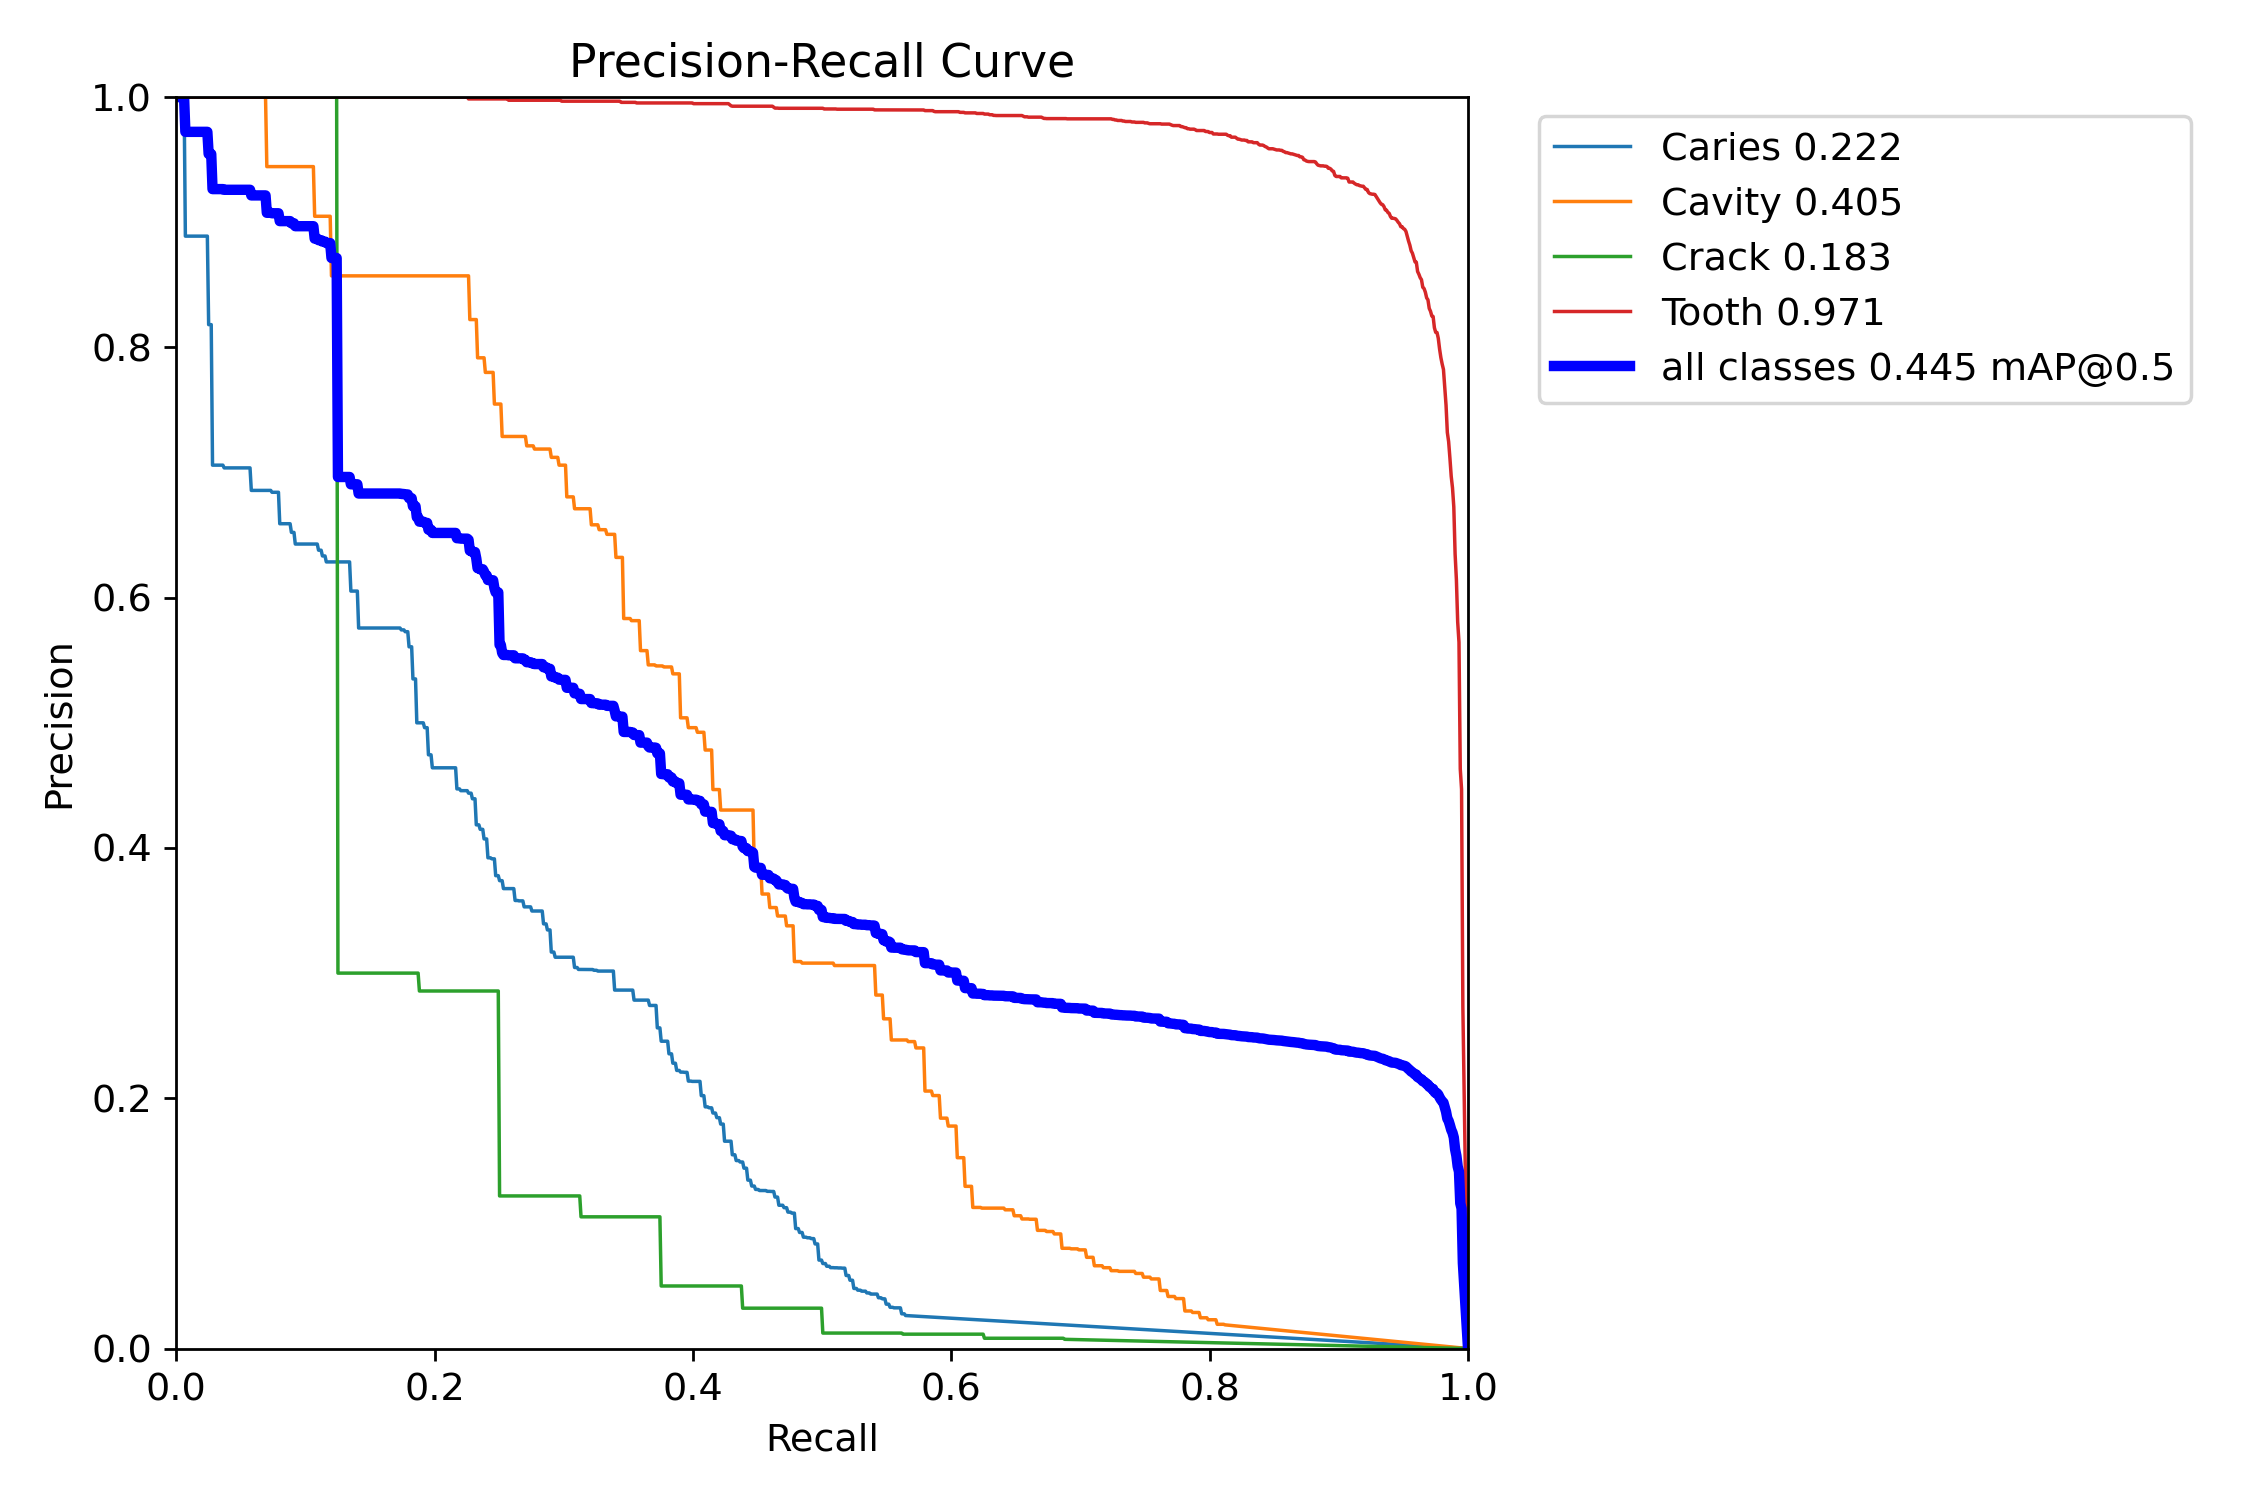 Precision-Recall Curve
1.0
0.8
0.6
0.4
0.2
0.0
Precision
0.0 0.2 0.4 0.6 0.8 1.0
Recall
Caries 0.222
Cavity 0.405
Crack 0.183
Tooth 0.971
all classes 0.445 mAP@0.5